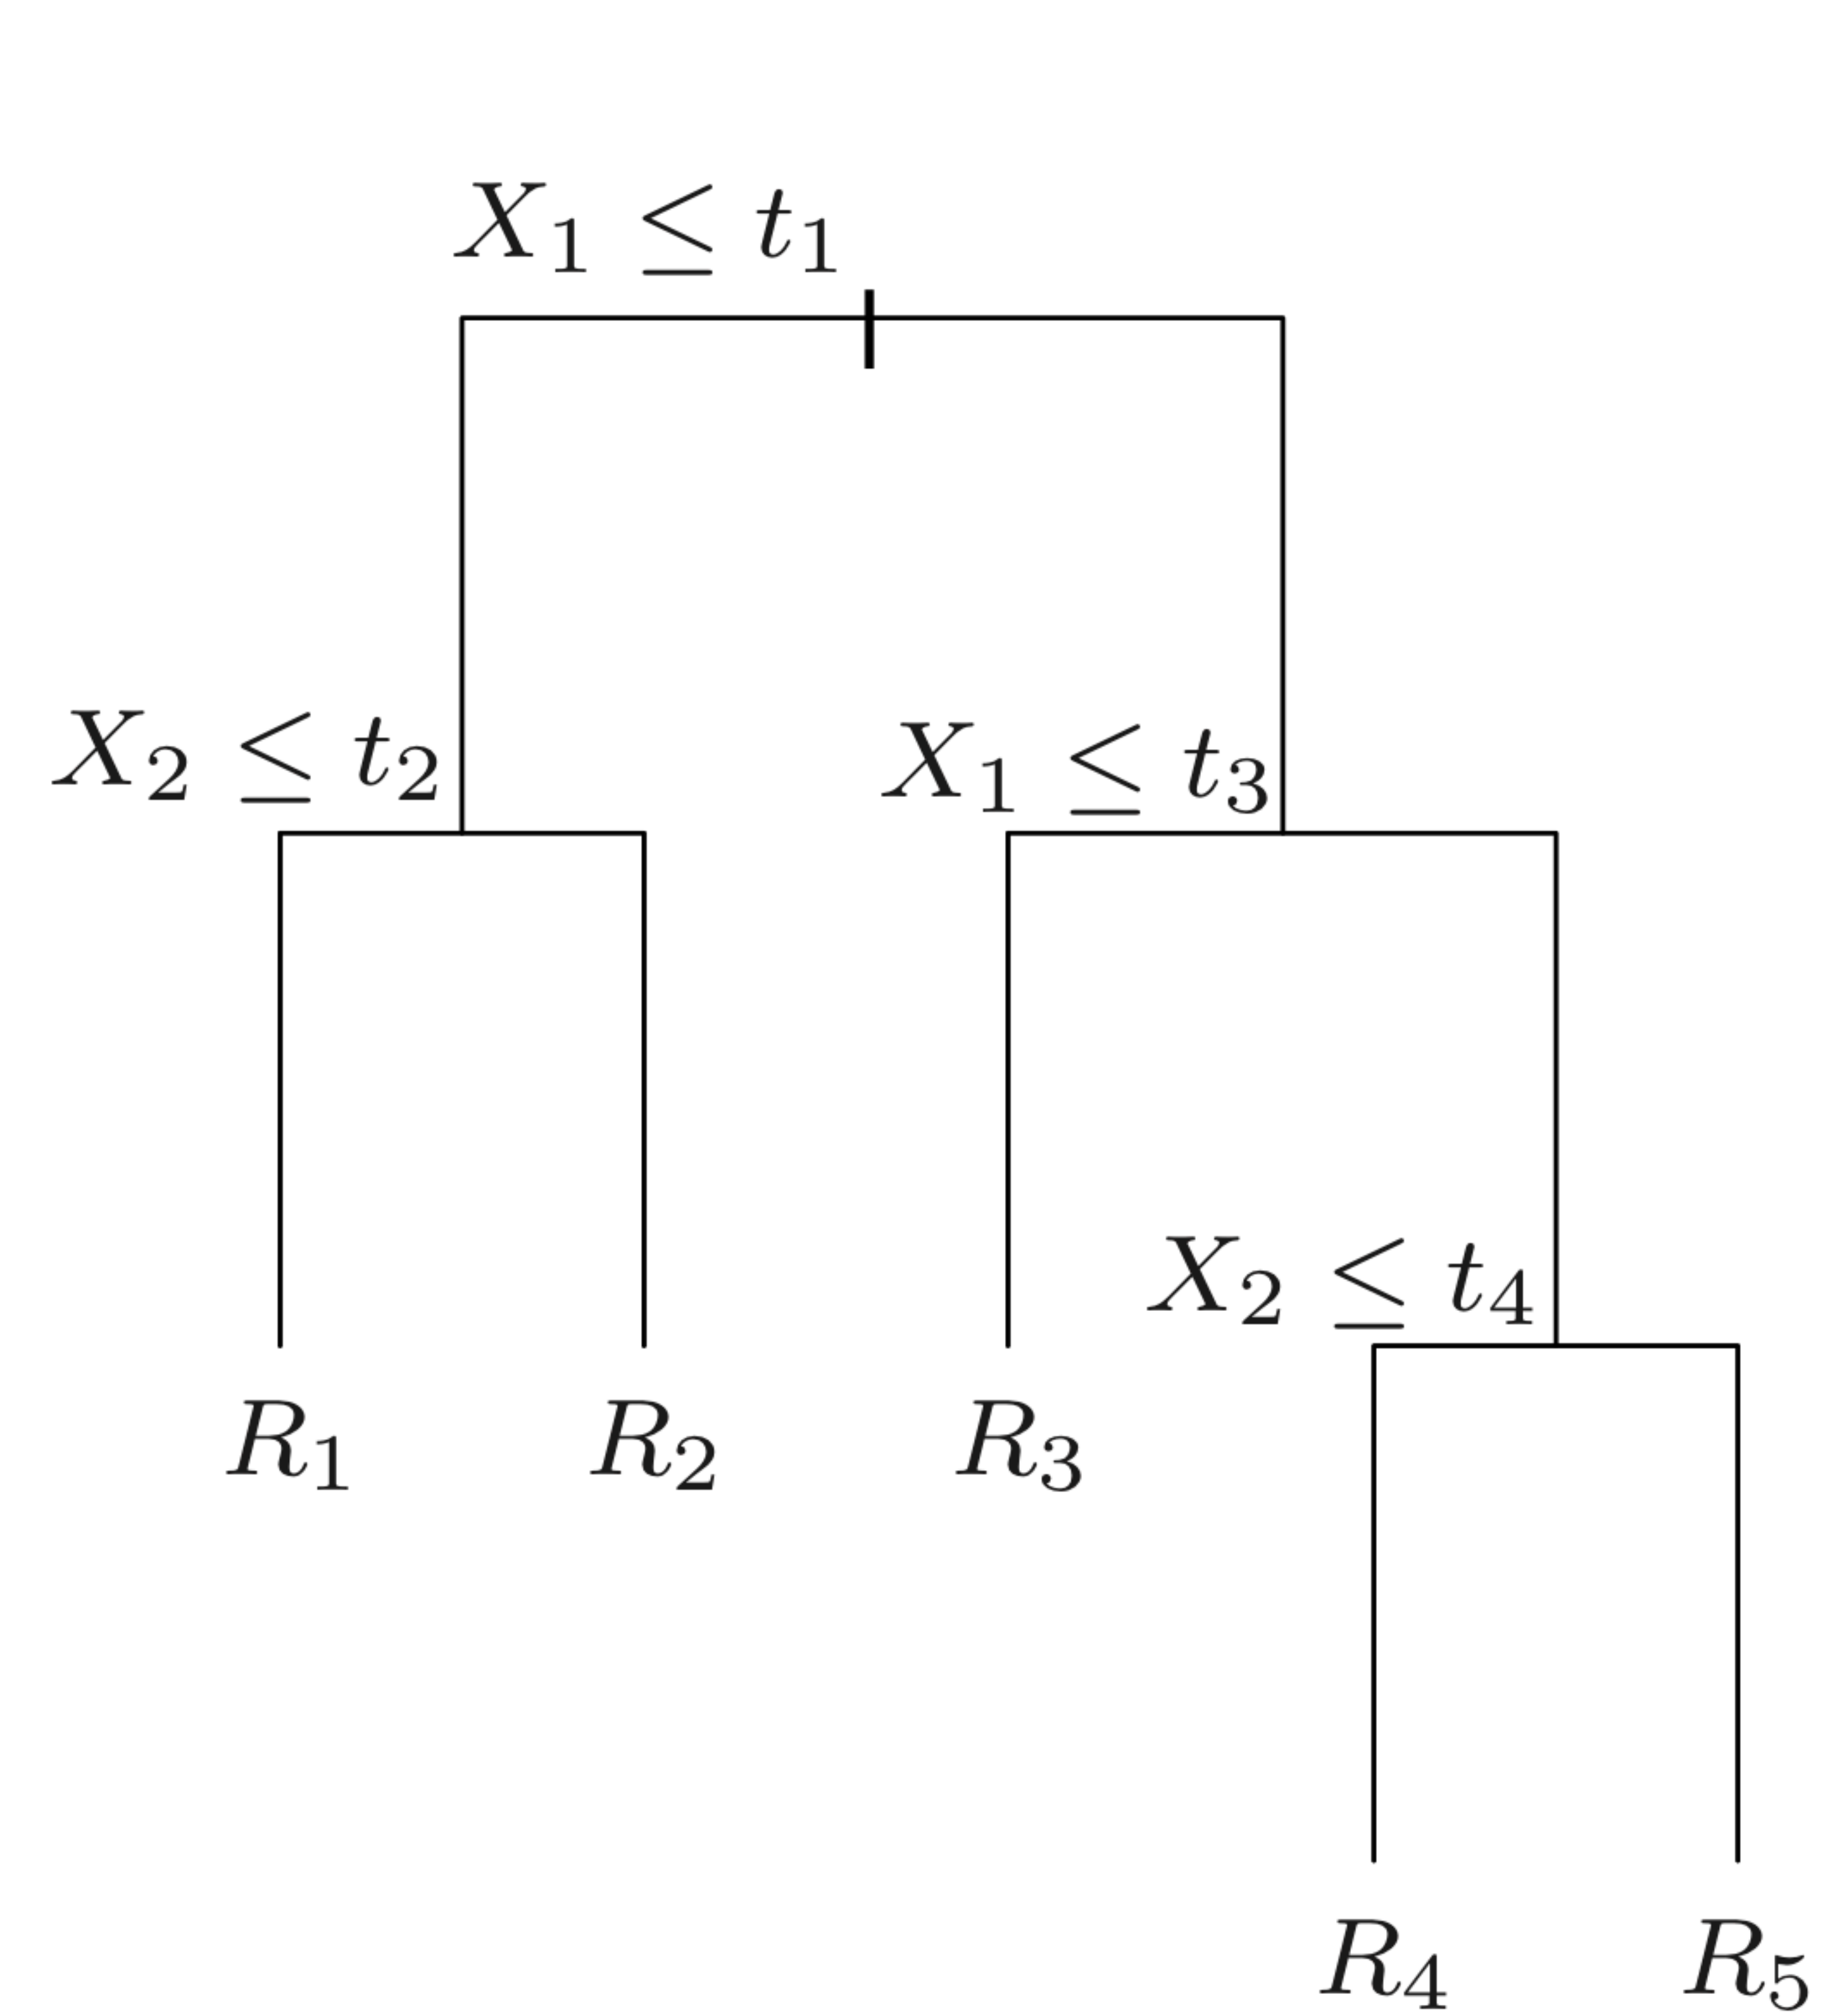 X₁ ≤ t₁
X₂ ≤ t₂
X₁ ≤ t₃
X₂ ≤ t₄
R₁
R₂
R₃
R₄
R₅